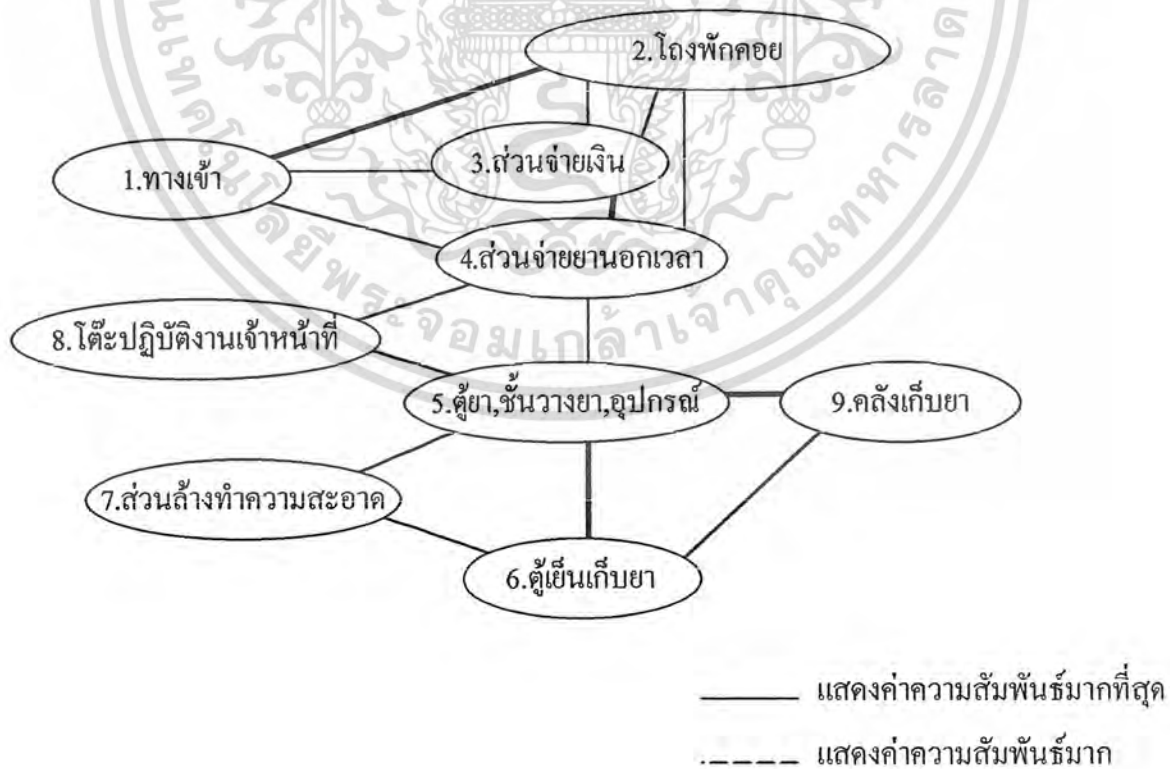 2.โถงพักคอย
3.ส่วนจ่ายเงิน
1.ทางเข้า
4.ส่วนจ่ายยานอกเวลา
8.โต๊ะปฏิบัติงานเจ้าหน้าที่
5.ตู้ยา,ชั้นวางยา,อุปกรณ์
9.คลังเก็บยา
7.ส่วนล้างทำความสะอาด
6.ตู้เย็นเก็บยา
แสดงค่าความสัมพันธ์มากที่สุด
แสดงค่าความสัมพันธ์มาก